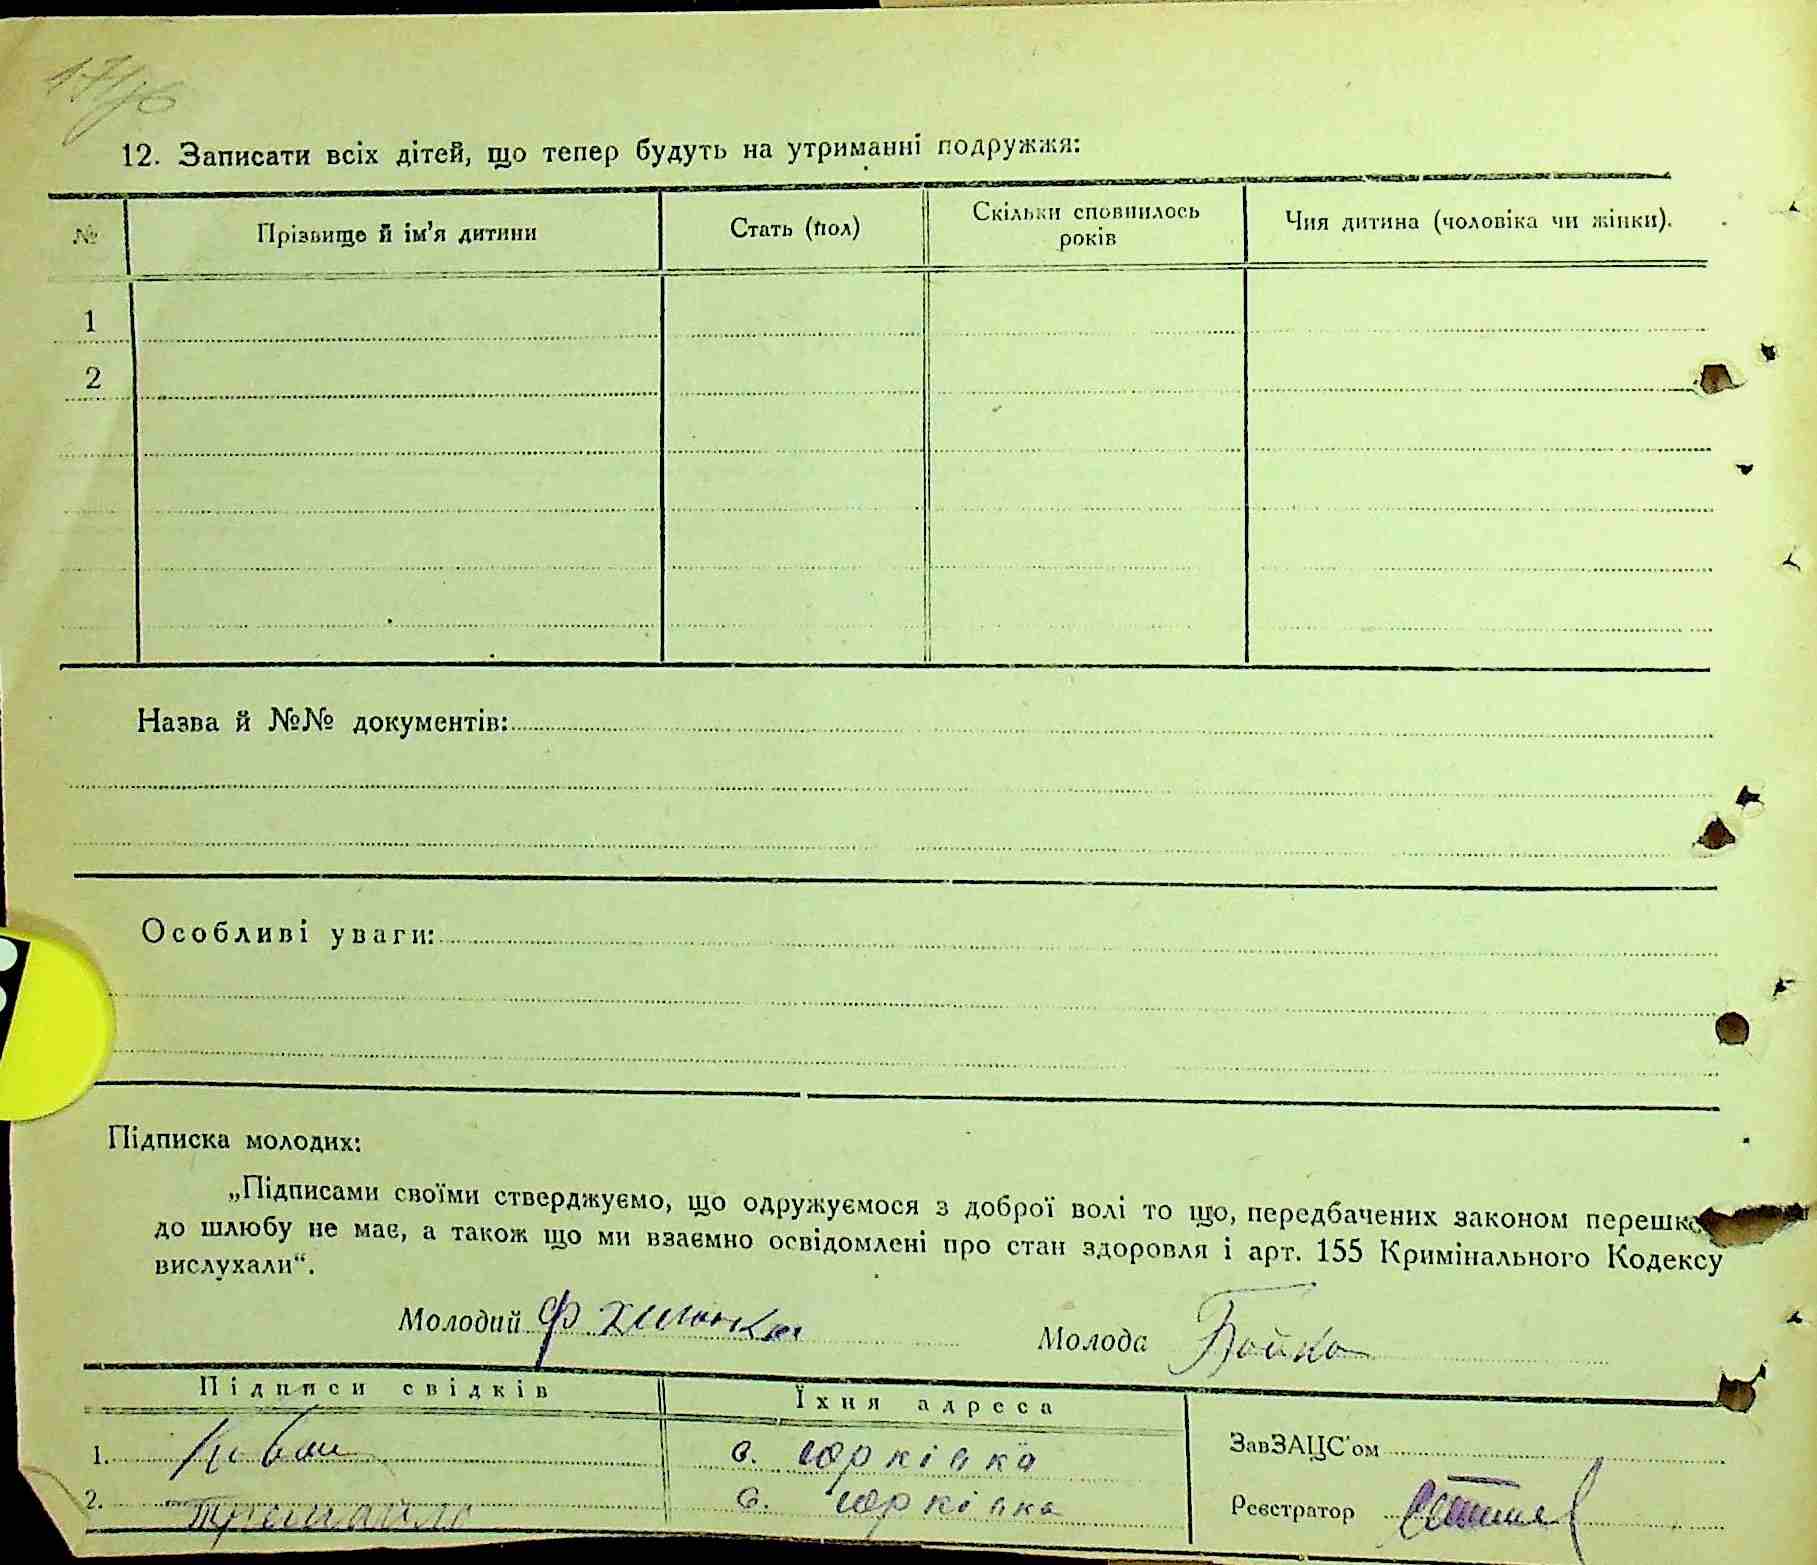 12. Записати всіх дітей, що тепер будуть на утриманні подружжя:
№ Прізвище й ім’я дитини Стать (пол) Скільки сповнилось років Чия дитина (чоловіка чи жінки).
1
2
Назва й №№ документів:
Особливі уваги:
Підписка молодих:
„Підписами своїми стверджуємо, що одружуємося з доброї волі то що, передбачених законом перешко
до шлюбу не має, а також що ми взаємно освідомлені про стан здоровля і арт. 155 Кримінального Кодексу
вислухали“.
Молодий Ф Молода Бойко
Підписи свідків Їхня адреса
1. с. Юрківка ЗавЗАЦС’ом
2. с. Юрківка Реєстратор